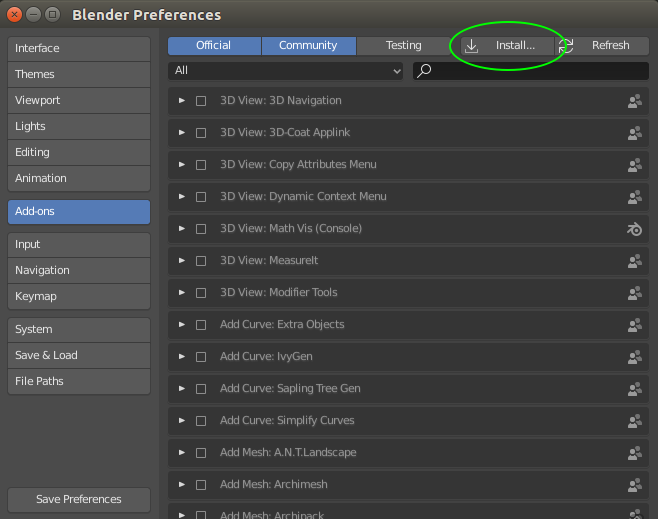 Blender Preferences
Interface
Themes
Viewport
Lights
Editing
Animation
Add-ons
Input
Navigation
Keymap
System
Save & Load
File Paths
Save Preferences
Official Community Testing Install... Refresh
All
3D View: 3D Navigation
3D View: 3D-Coat Applink
3D View: Copy Attributes Menu
3D View: Dynamic Context Menu
3D View: Math Vis (Console)
3D View: MeasureIt
3D View: Modifier Tools
Add Curve: Extra Objects
Add Curve: IvyGen
Add Curve: Sapling Tree Gen
Add Curve: Simplify Curves
Add Mesh: A.N.T.Landscape
Add Mesh: Archimesh
Add Mesh: Archipack